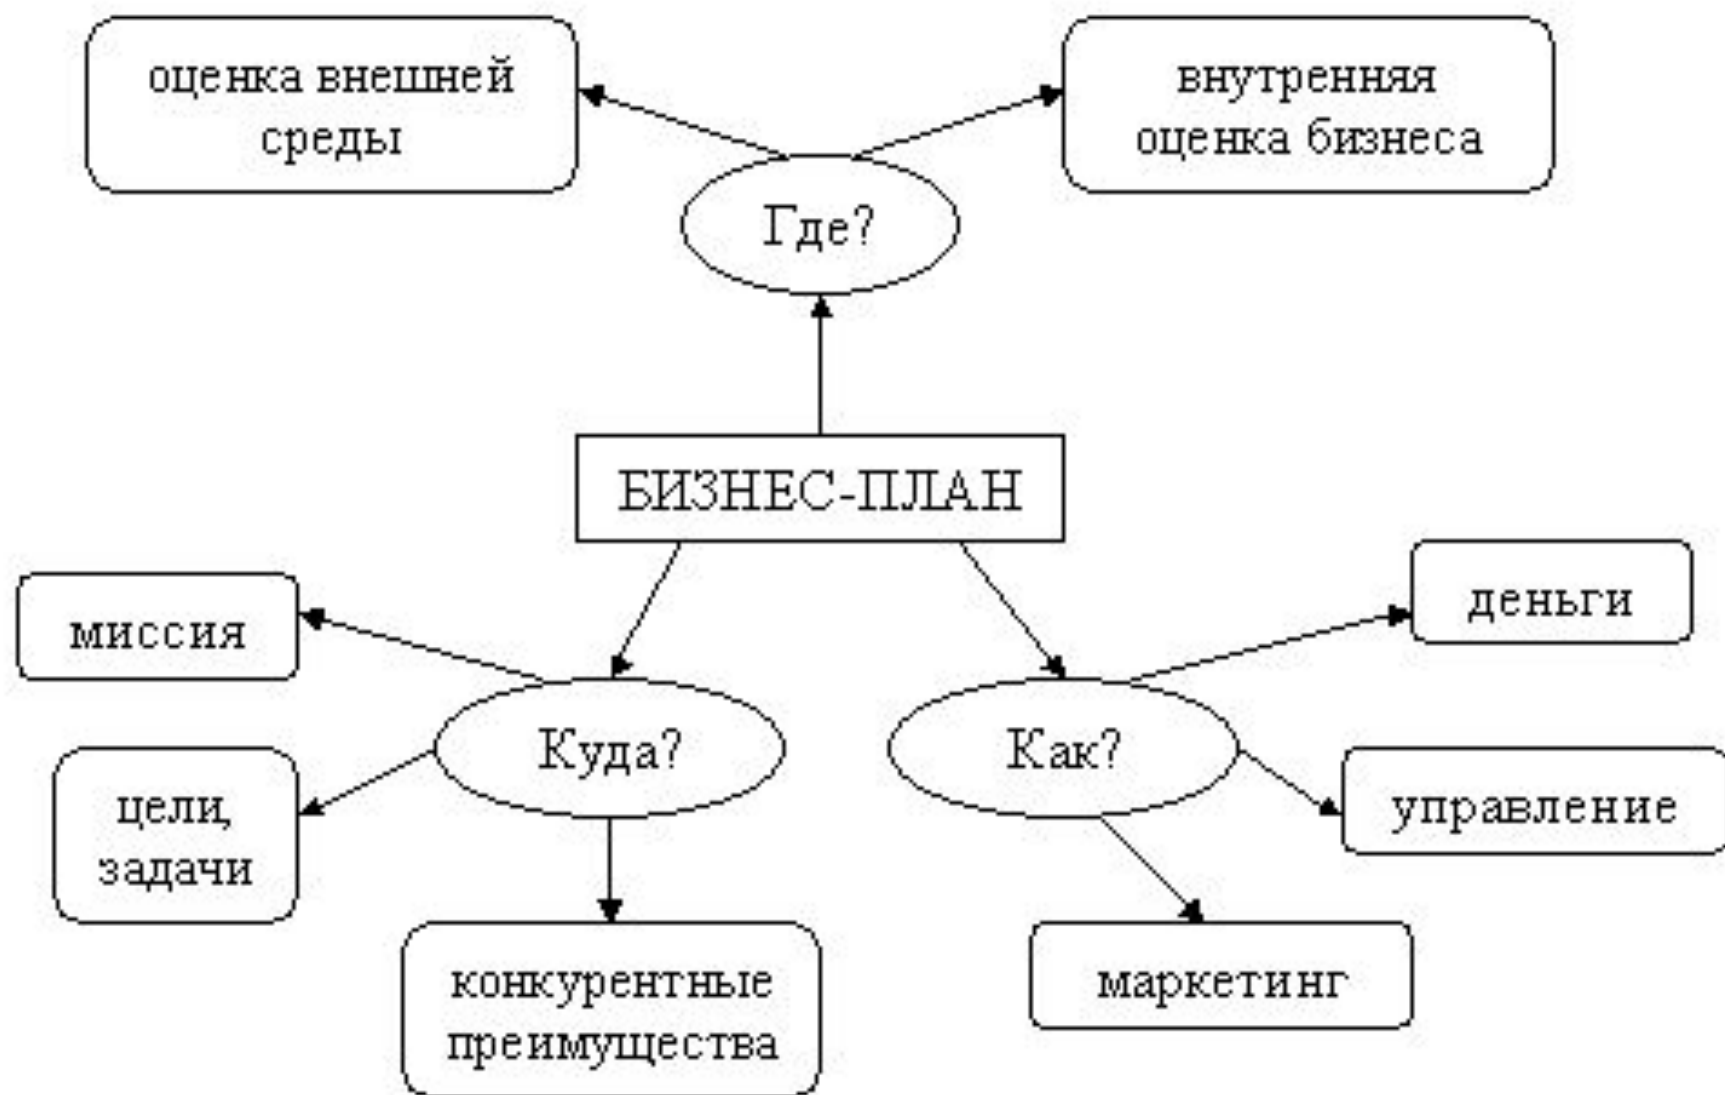 оценка внешней
среды
внутренняя
оценка бизнеса
Где?
БИЗНЕС-ПЛАН
миссия
деньги
Куда?
Как?
цели,
задачи
управление
конкурентные
преимущества
маркетинг